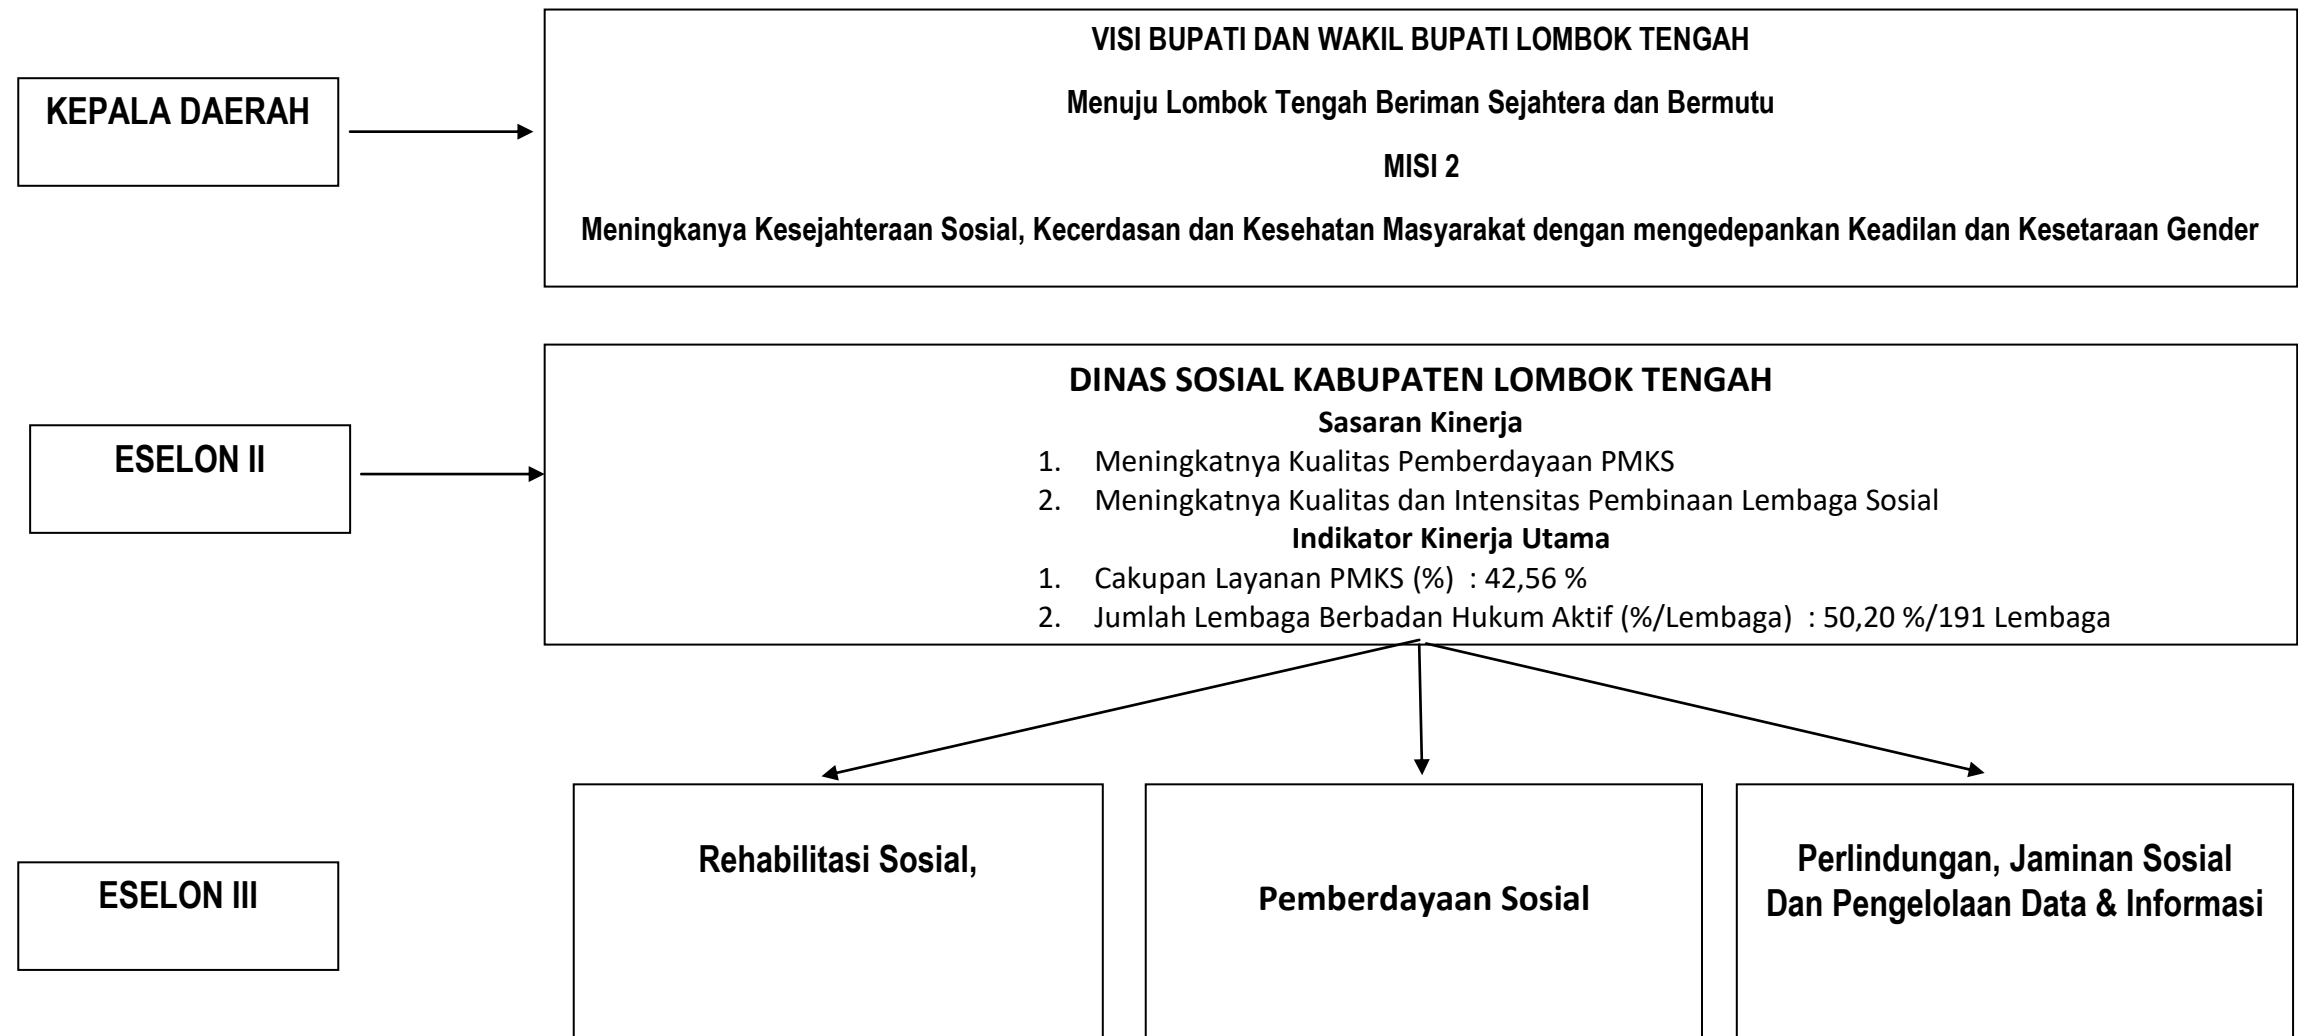 VISI BUPATI DAN WAKIL BUPATI LOMBOK TENGAH
KEPALA DAERAH
Menuju Lombok Tengah Beriman Sejahtera dan Bermutu
MISI 2
Meningkanya Kesejahteraan Sosial, Kecerdasan dan Kesehatan Masyarakat dengan mengedepankan Keadilan dan Kesetaraan Gender
DINAS SOSIAL KABUPATEN LOMBOK TENGAH
Sasaran Kinerja
ESELON II
1. Meningkatnya Kualitas Pemberdayaan PMKS
2. Meningkatnya Kualitas dan Intensitas Pembinaan Lembaga Sosial
Indikator Kinerja Utama
1. Cakupan Layanan PMKS (%) : 42,56 %
2. Jumlah Lembaga Berbadan Hukum Aktif (%/Lembaga) : 50,20 %/191 Lembaga
ESELON III
Rehabilitasi Sosial,
Pemberdayaan Sosial
Perlindungan, Jaminan Sosial
Dan Pengelolaan Data & Informasi